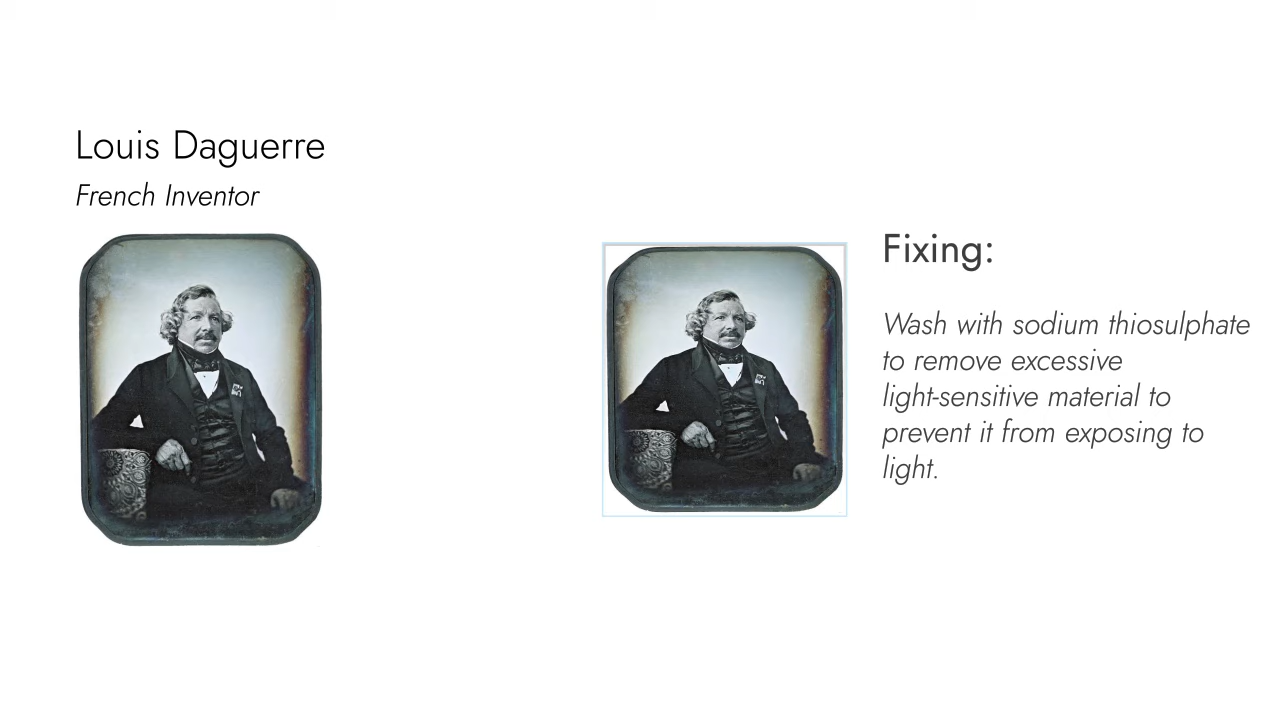 Louis Daguerre
French Inventor
Fixing:
Wash with sodium thiosulphate
to remove excessive
light-sensitive material to
prevent it from exposing to
light.